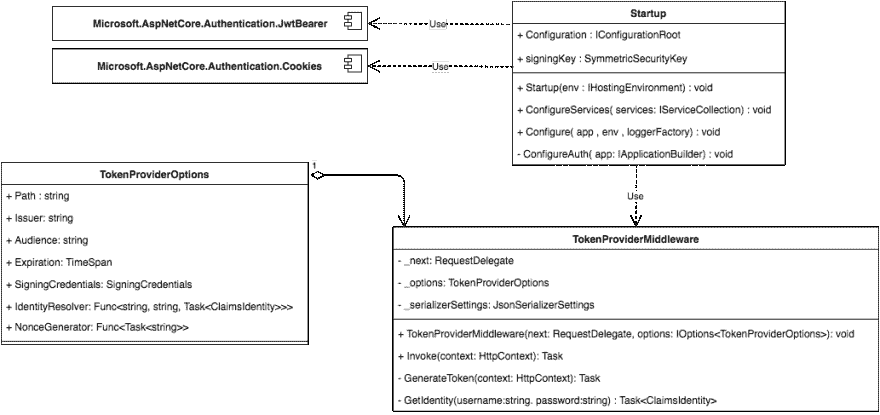 Microsoft.AspNetCore.Authentication.JwtBearer
Use
Microsoft.AspNetCore.Authentication.Cookies
Use
Startup
+ Configuration : IConfigurationRoot
+ signingKey : SymmetricSecurityKey
+ Startup(env : IHostingEnvironment) : void
+ ConfigureServices( services: IServiceCollection) : void
+ Configure( app , env , loggerFactory) : void
- ConfigureAuth( app: IApplicationBuilder) : void
Use
TokenProviderOptions
1
+ Path : string
+ Issuer: string
+ Audience: string
+ Expiration: TimeSpan
+ SigningCredentials: SigningCredentials
+ IdentityResolver: Func<string, string, Task<ClaimsIdentity>>>
+ NonceGenerator: Func<Task<string>>
TokenProviderMiddleware
- _next: RequestDelegate
- _options: TokenProviderOptions
- _serializerSettings: JsonSerializerSettings
+ TokenProviderMiddleware(next: RequestDelegate, options: IOptions<TokenProviderOptions>): void
+ Invoke(context: HttpContext): Task
- GenerateToken(context: HttpContext): Task
- GetIdentity(username:string. password:string) : Task<ClaimsIdentity>